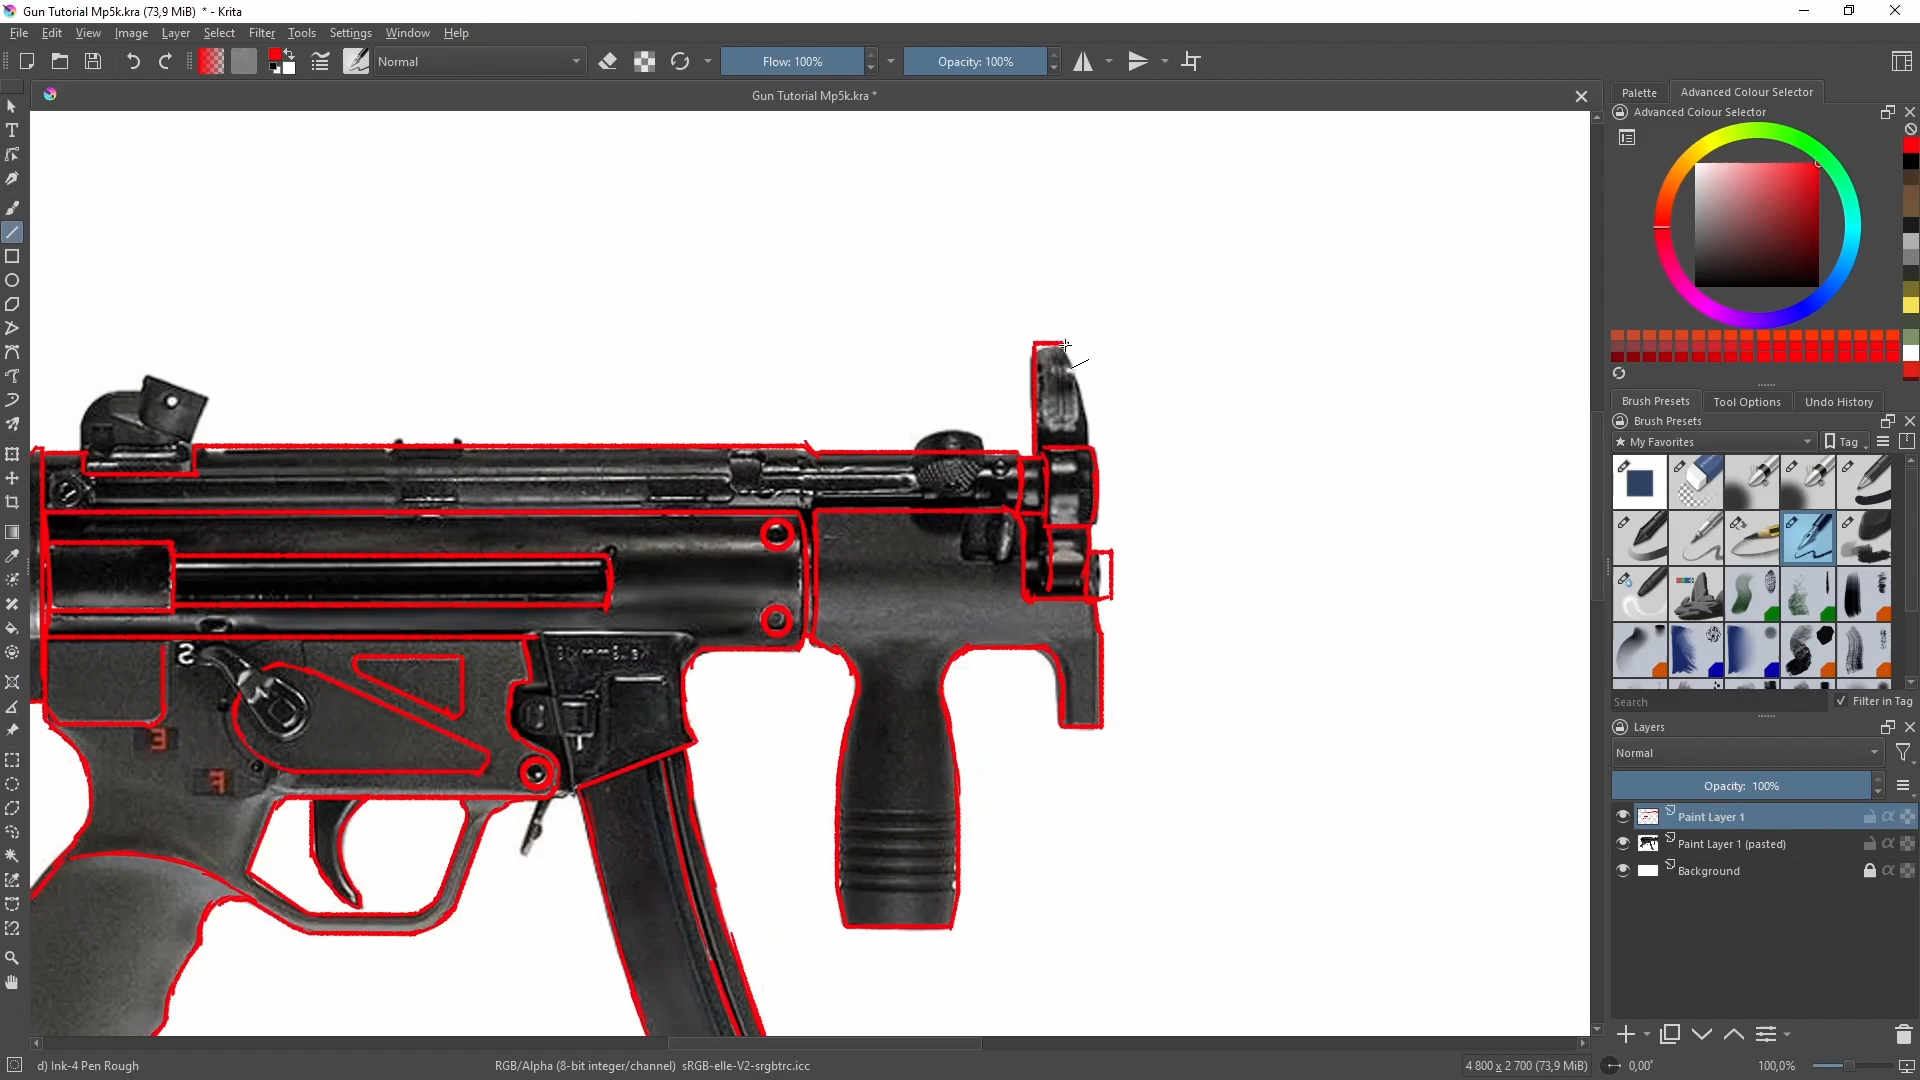 Gun Tutorial Mp5k.kra (73,9 MiB) * - Krita
File Edit View Image Layer Select Filter Tools Settings Window Help
Normal Flow: 100% Opacity: 100%
Gun Tutorial Mp5k.kra *
Palette Advanced Colour Selector
Advanced Colour Selector
S
E
F
Brush Presets Tool Options Undo History
Brush Presets
★ My Favorites Tag
Search Filter in Tag
Layers
Normal
Opacity: 100%
Paint Layer 1
Paint Layer 1 (pasted)
Background
d) Ink-4 Pen Rough
RGB/Alpha (8-bit integer/channel) sRGB-elle-V2-srgbtrc.icc
4 800 x 2 700 (73,9 MiB)
0,00°
100,0%